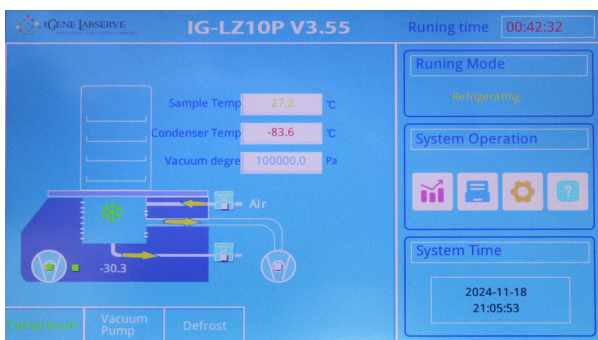 iGENE LABSERVE
IG-LZ10P V3.55
Runing time 00:42:32
Runing Mode
Refrigerating
Sample Temp 27.2 ℃
Condenser Temp -83.6 ℃
Vacuum degre 100000.0 Pa
System Operation
?
Air
-30.3
System Time
2024-11-18
21:05:53
Compressor
Vacuum
Pump
Defrost